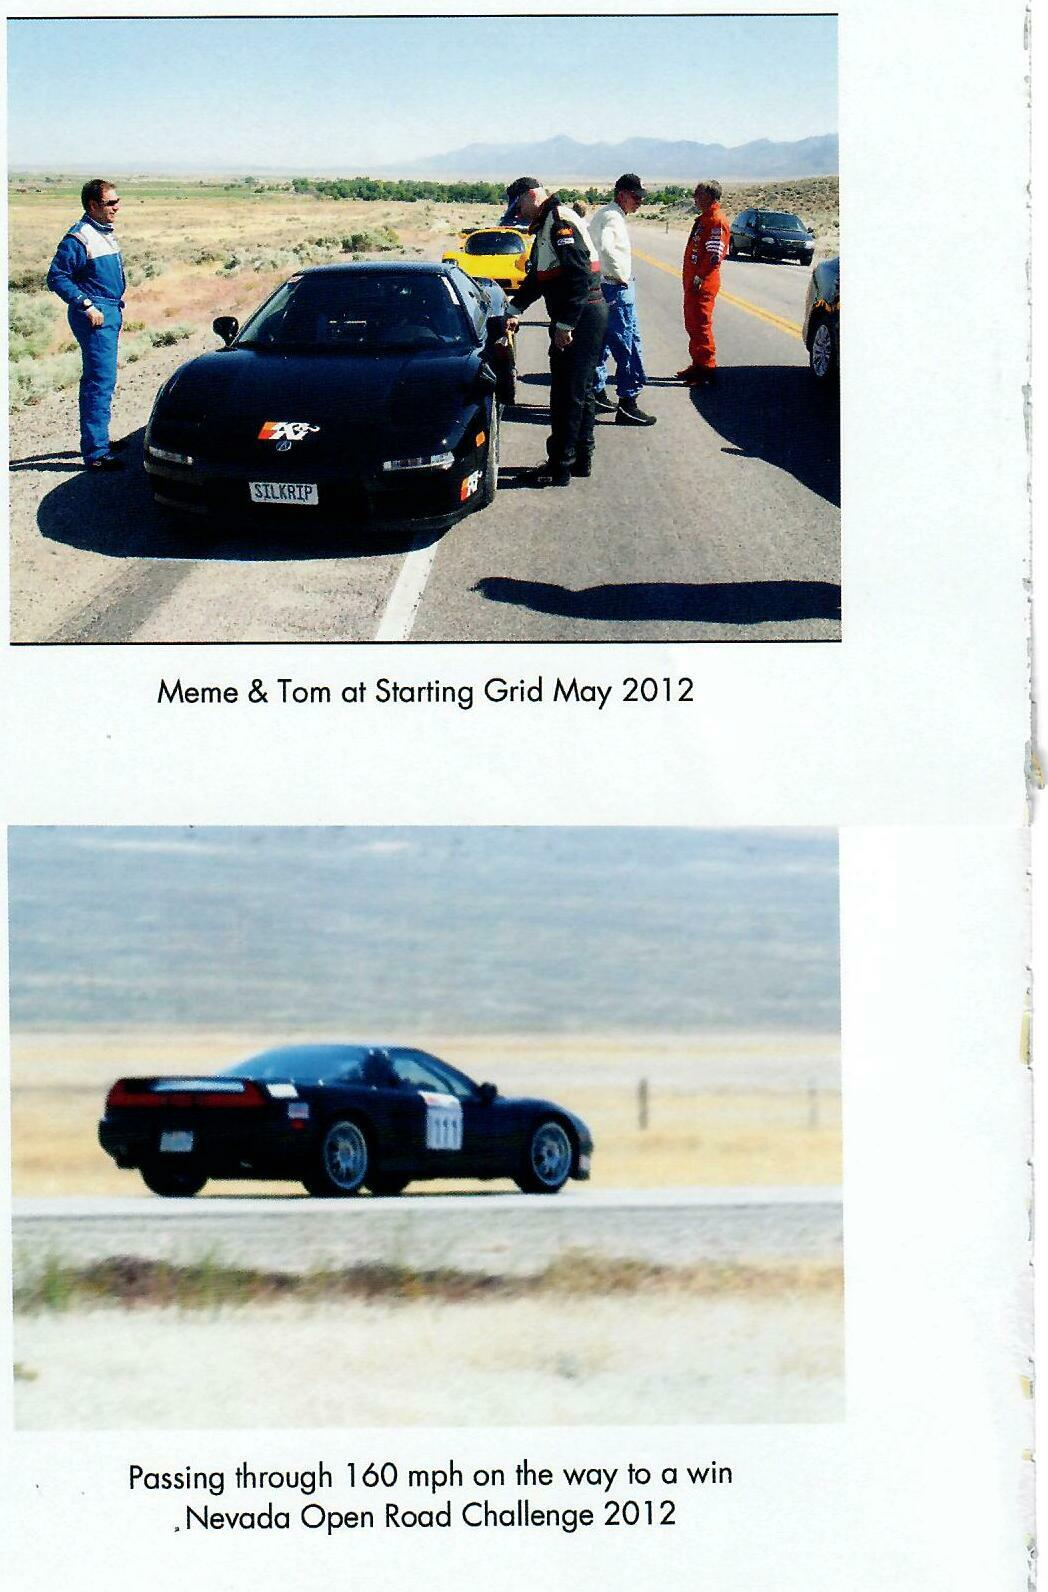 K&N
SILKRIP
Meme & Tom at Starting Grid May 2012
111
Passing through 160 mph on the way to a win
Nevada Open Road Challenge 2012